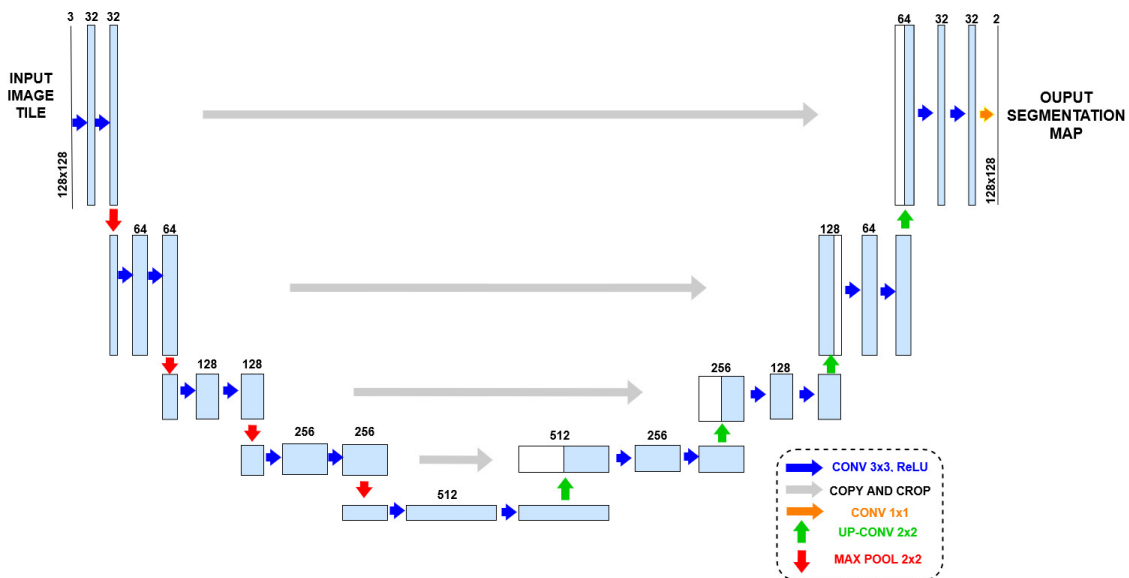 3 32 32
INPUT
IMAGE
TILE
128x128
64 64
128 128
256 256
512
512
256
256
128
128
64
64 32 32 2
OUPUT
SEGMENTATION
MAP
128x128
CONV 3x3, ReLU
COPY AND CROP
CONV 1x1
UP-CONV 2x2
MAX POOL 2x2